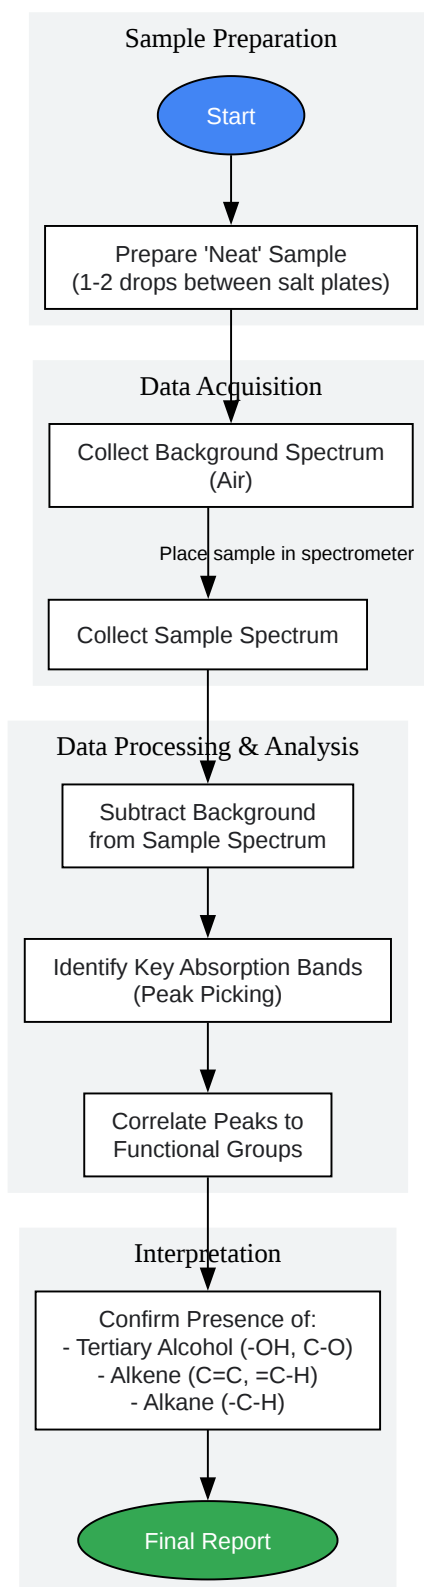 Sample Preparation
Start
Prepare 'Neat' Sample
(1-2 drops between salt plates)
Data Acquisition
Collect Background Spectrum
(Air)
Place sample in spectrometer
Collect Sample Spectrum
Data Processing & Analysis
Subtract Background
from Sample Spectrum
Identify Key Absorption Bands
(Peak Picking)
Correlate Peaks to
Functional Groups
Interpretation
Confirm Presence of:
- Tertiary Alcohol (-OH, C-O)
- Alkene (C=C, =C-H)
- Alkane (-C-H)
Final Report